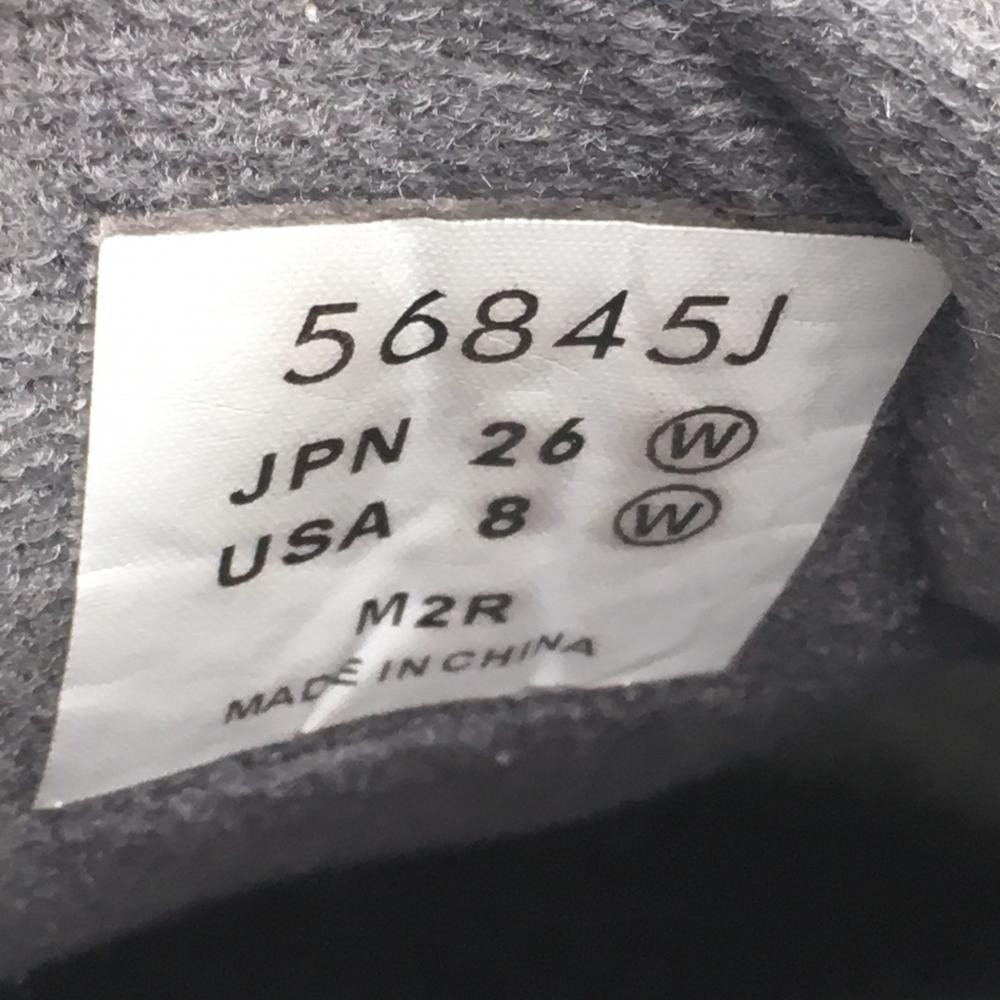 56845J
JPN 26 Ⓦ
USA 8 Ⓦ
M2R
MADE IN CHINA